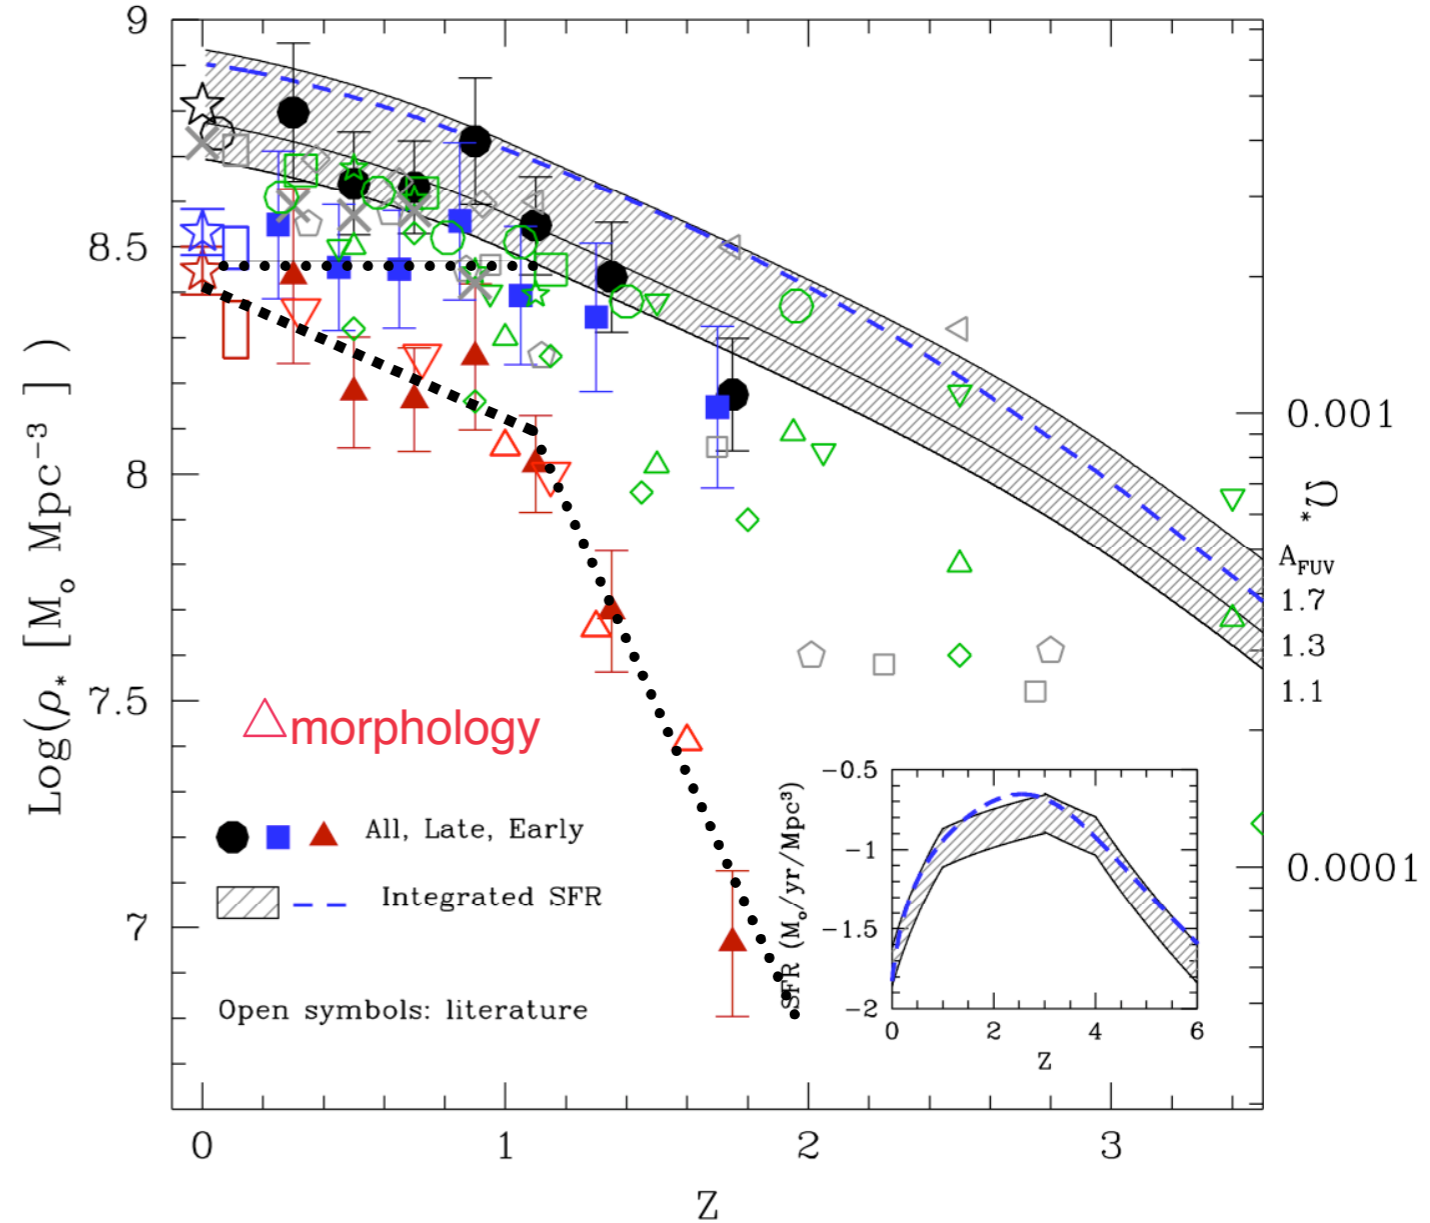 9
8.5
8
7.5
7
Log(ρ* [M₀ Mpc⁻³ ] )
0
1
2
3
Z
0.001
Ω*
A_FUV
1.7
1.3
1.1
0.0001
△morphology
All, Late, Early
Integrated SFR
Open symbols: literature
-0.5
-1
-1.5
-2
SFR (M₀/yr/Mpc³)
0
2
4
6
Z